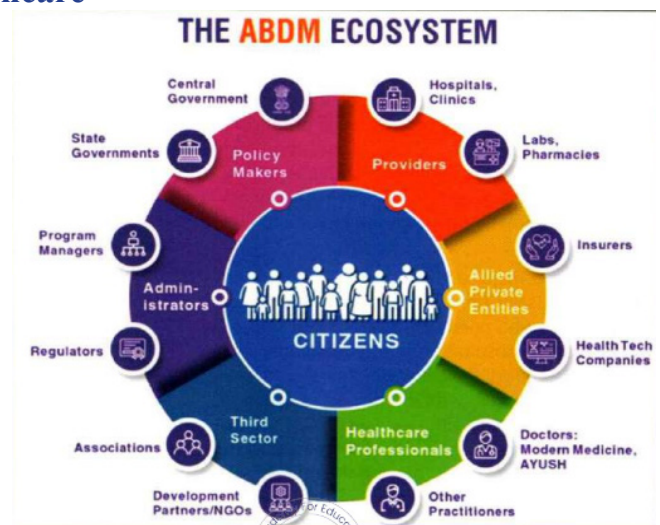 THE ABDM ECOSYSTEM
Central
Government
Hospitals,
Clinics
State
Governments
Policy
Makers
Providers
Labs,
Pharmacies
Program
Managers
Admin-
istrators
Allied
Private
Entities
Insurers
CITIZENS
Regulators
HealthTech
Companies
Third
Sector
Healthcare
Professionals
Associations
Doctors:
Modern Medicine,
AYUSH
Development
Partners/NGOs
Other
Practitioners
For